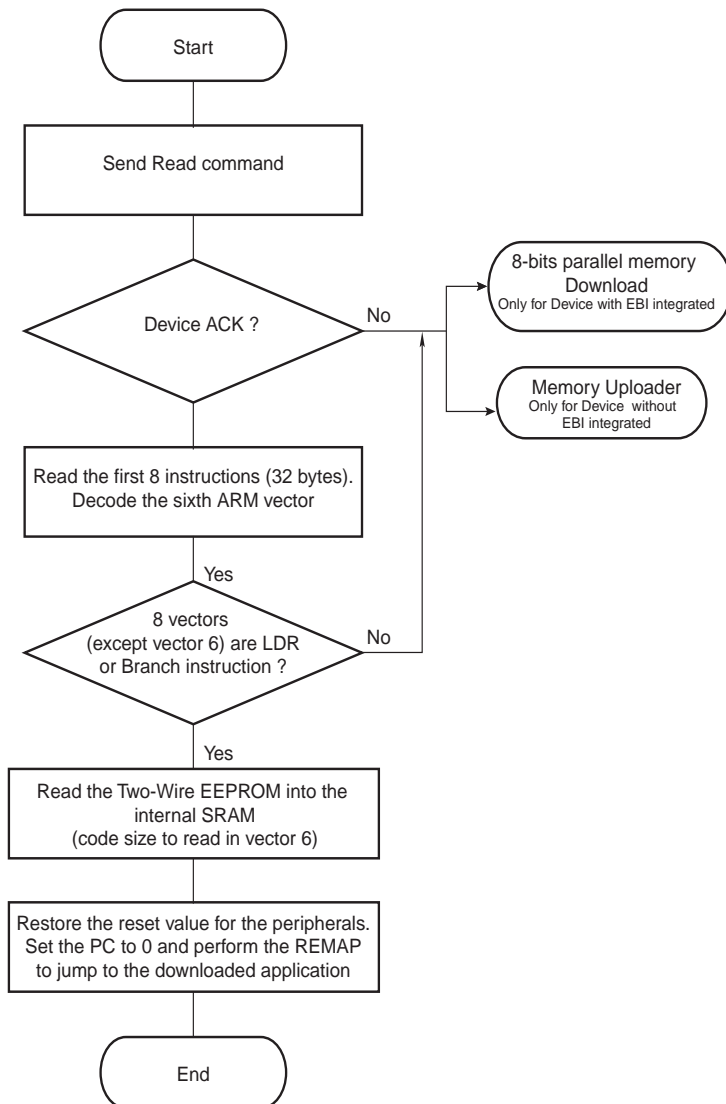 Start
Send Read command
Device ACK ?
No
8-bits parallel memory
Download
Only for Device with EBI integrated
Memory Uploader
Only for Device without
EBI integrated
Read the first 8 instructions (32 bytes).
Decode the sixth ARM vector
Yes
8 vectors
(except vector 6) are LDR
or Branch instruction ?
No
Yes
Read the Two-Wire EEPROM into the
internal SRAM
(code size to read in vector 6)
Restore the reset value for the peripherals.
Set the PC to 0 and perform the REMAP
to jump to the downloaded application
End